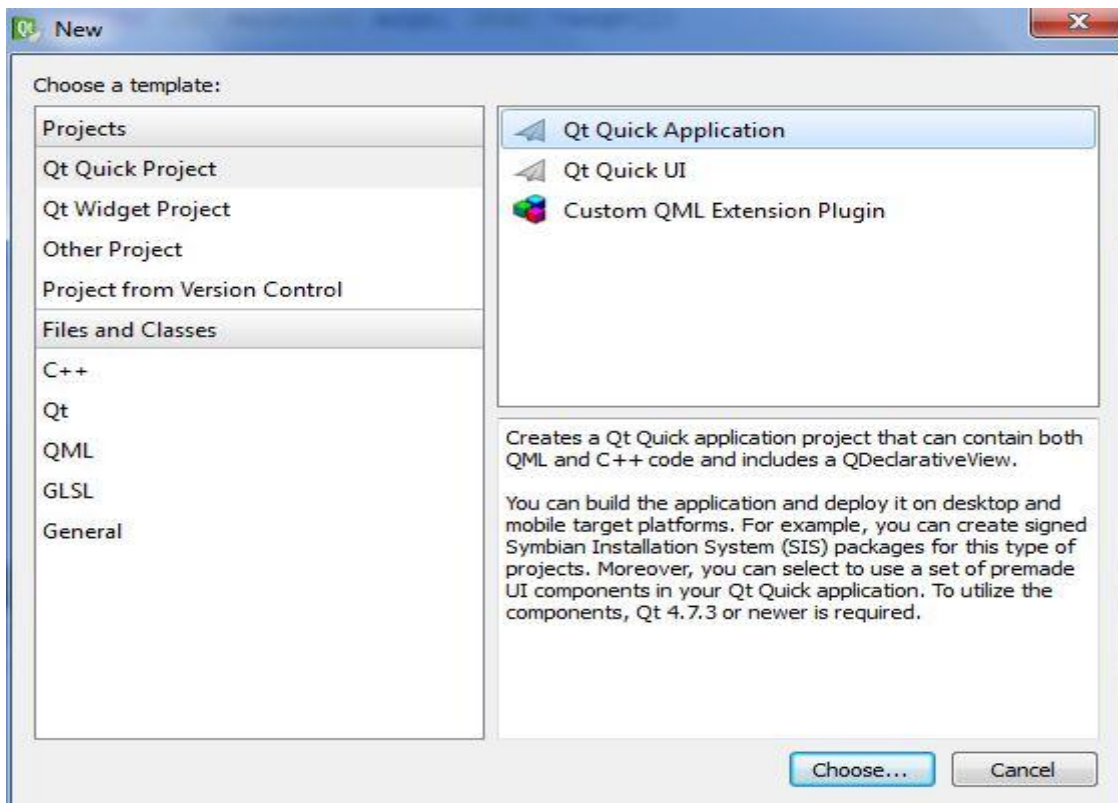 New
Choose a template:
Projects
Qt Quick Project
Qt Widget Project
Other Project
Project from Version Control
Files and Classes
C++
Qt
QML
GLSL
General
Qt Quick Application
Qt Quick UI
Custom QML Extension Plugin
Creates a Qt Quick application project that can contain both
QML and C++ code and includes a QDeclarativeView.
You can build the application and deploy it on desktop and
mobile target platforms. For example, you can create signed
Symbian Installation System (SIS) packages for this type of
projects. Moreover, you can select to use a set of premade
UI components in your Qt Quick application. To utilize the
components, Qt 4.7.3 or newer is required.
Choose...
Cancel